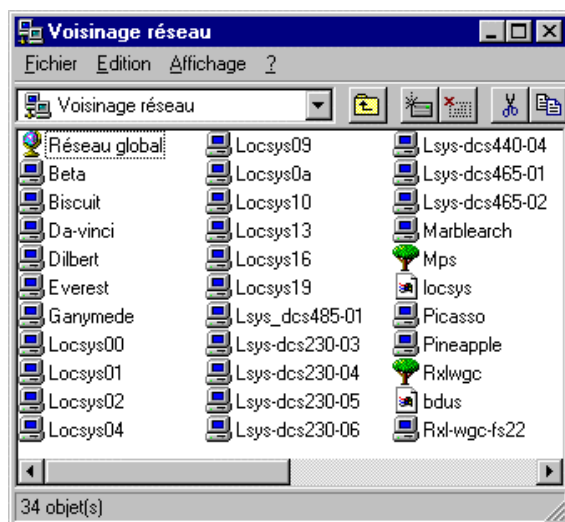 Voisinage réseau
Fichier Edition Affichage ?
Voisinage réseau
Réseau global
Beta
Biscuit
Da-vinci
Dilbert
Everest
Ganymede
Locsys00
Locsys01
Locsys02
Locsys04
Locsys09
Locsys0a
Locsys10
Locsys13
Locsys16
Locsys19
Lsys_dcs485-01
Lsys-dcs230-03
Lsys-dcs230-04
Lsys-dcs230-05
Lsys-dcs230-06
Lsys-dcs440-04
Lsys-dcs465-01
Lsys-dcs465-02
Marblearch
Mps
locsys
Picasso
Pineapple
Rxlwgc
bdus
Rxl-wgc-fs22
34 objet(s)